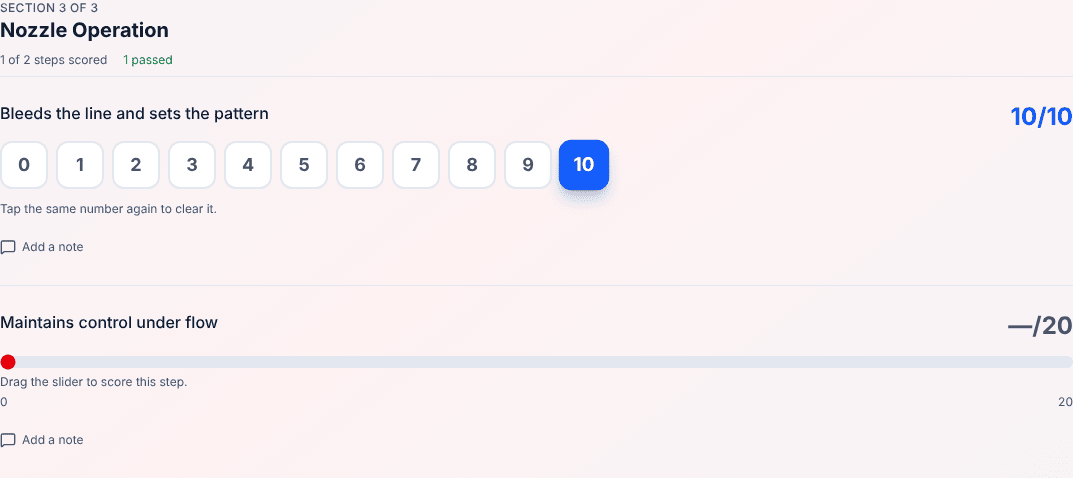 SECTION 3 OF 3
Nozzle Operation
1 of 2 steps scored 1 passed
Bleeds the line and sets the pattern 10/10
0 1 2 3 4 5 6 7 8 9 10
Tap the same number again to clear it.
Add a note
Maintains control under flow —/20
Drag the slider to score this step.
0 20
Add a note